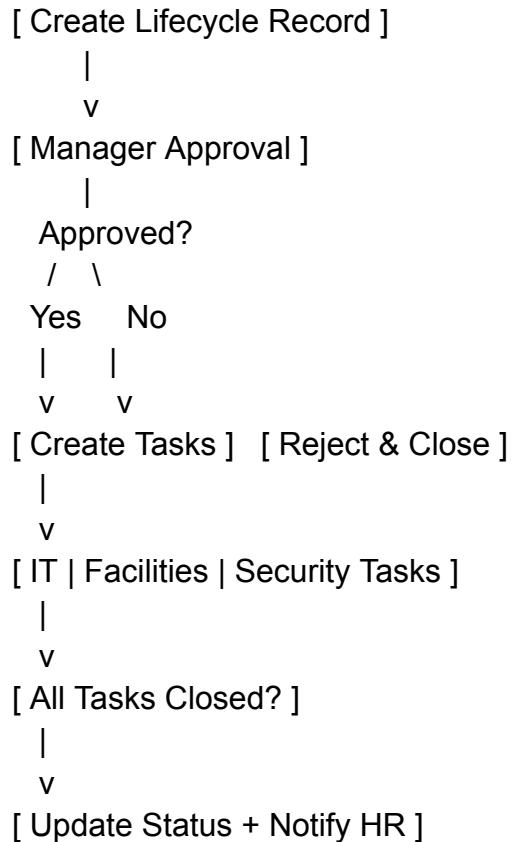 [ Create Lifecycle Record ]
|
v
[ Manager Approval ]
|
Approved?
/ \
Yes No
| |
v v
[ Create Tasks ] [ Reject & Close ]
|
v
[ IT | Facilities | Security Tasks ]
|
v
[ All Tasks Closed? ]
|
v
[ Update Status + Notify HR ]